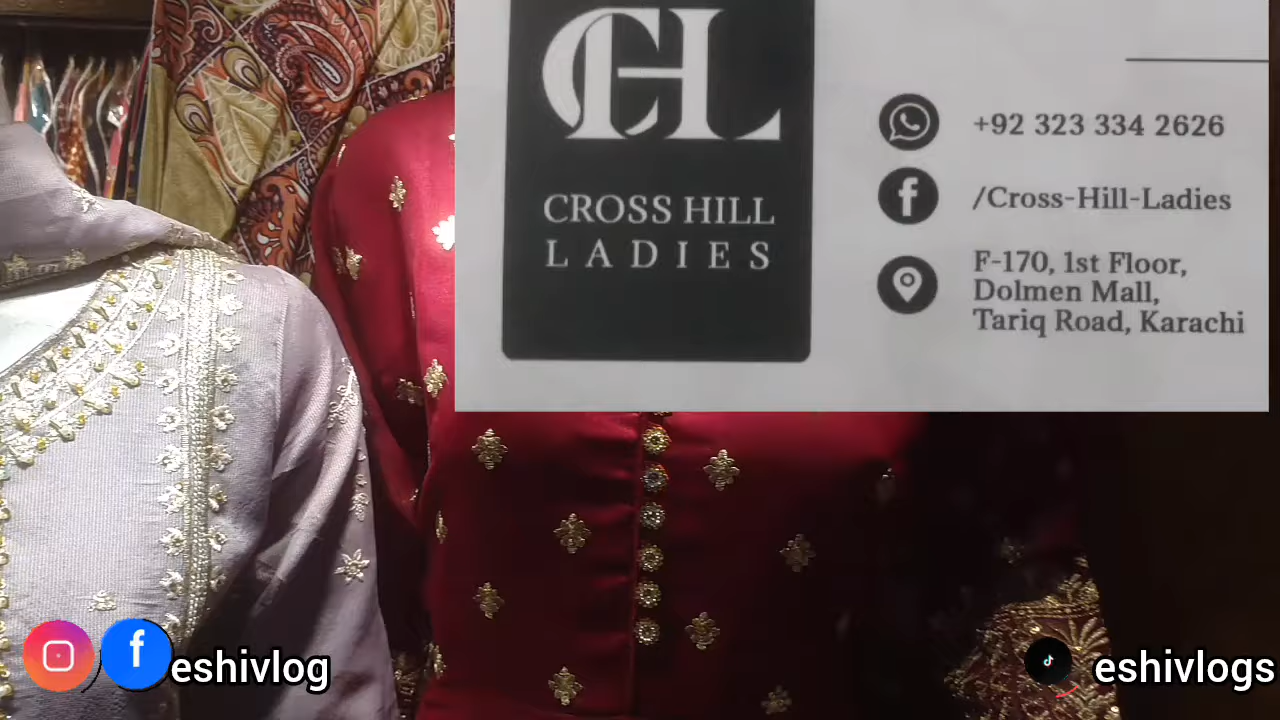 CHL
CROSS HILL
LADIES
+92 323 334 2626
/Cross-Hill-Ladies
F-170, 1st Floor,
Dolmen Mall,
Tariq Road, Karachi
eshivlog
eshivlogs